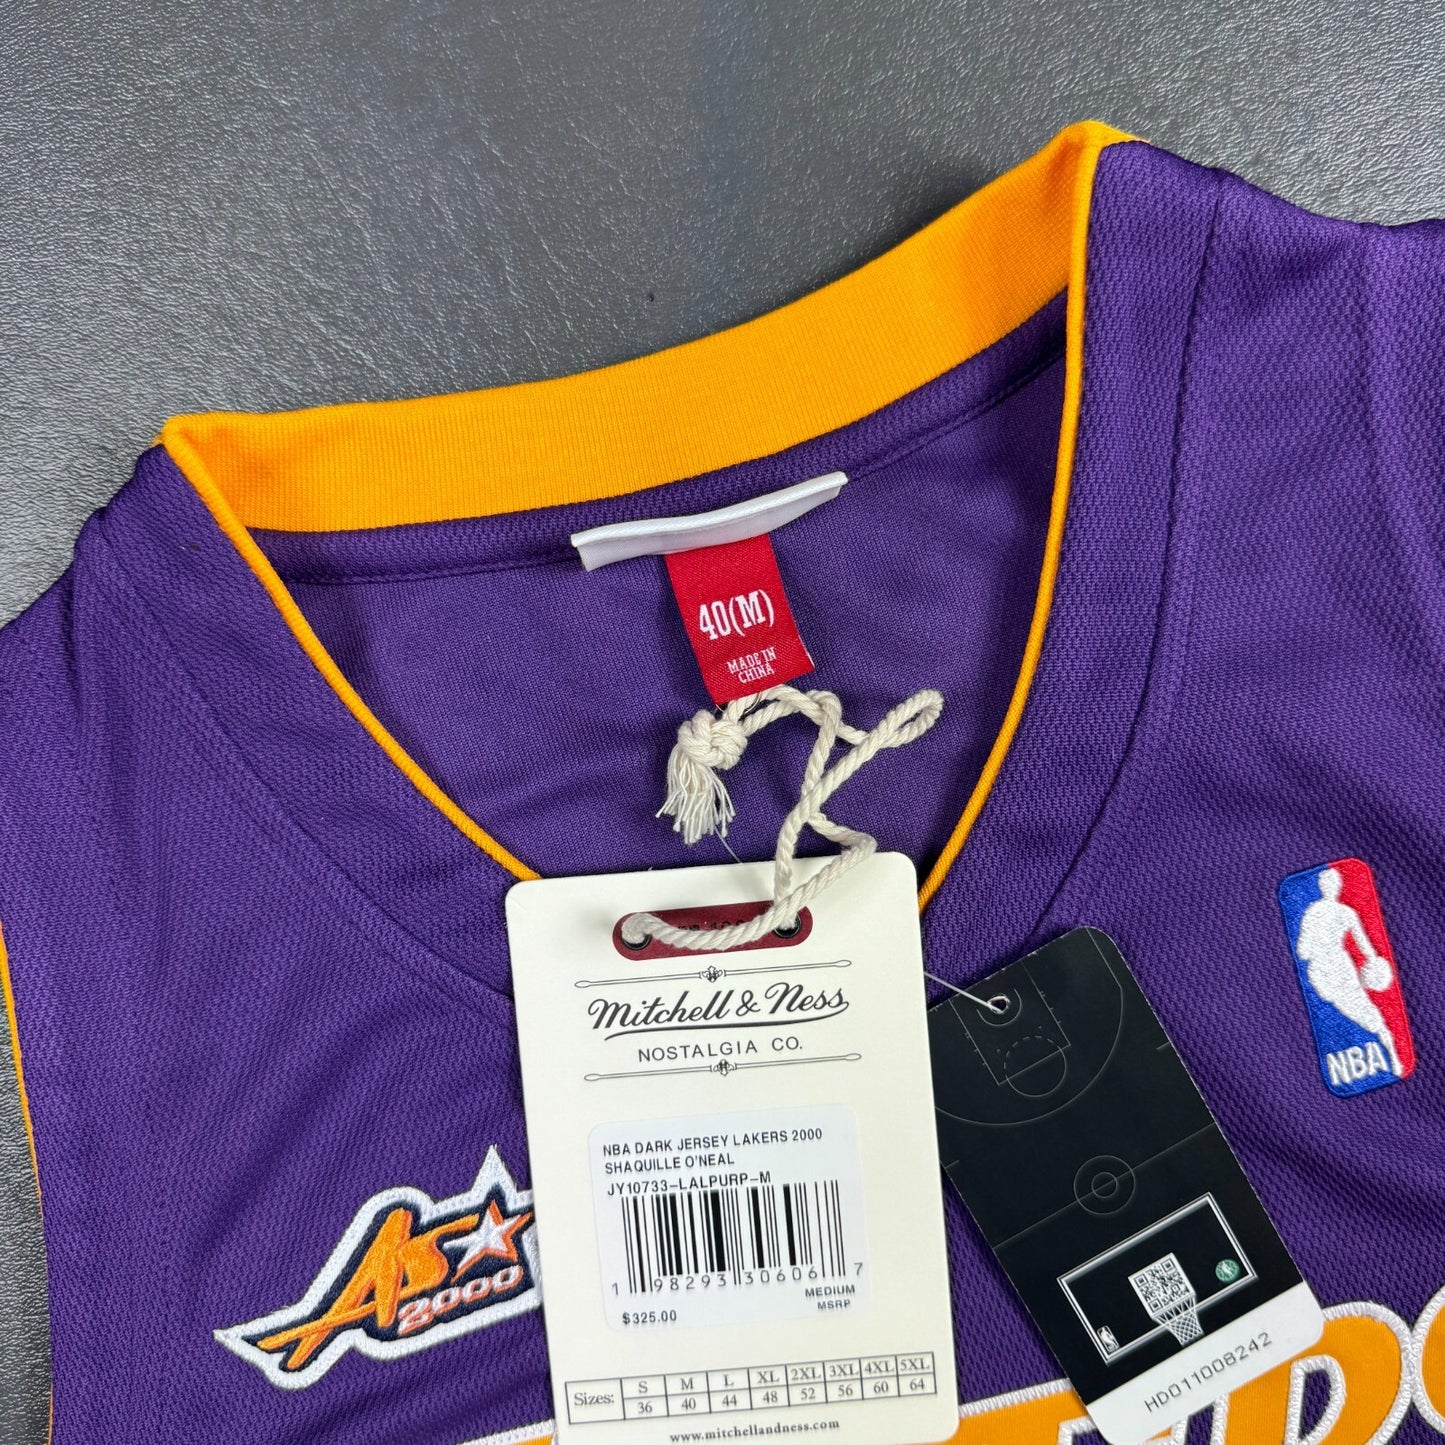 40(M)
MADE IN
CHINA
Mitchell & Ness
NOSTALGIA CO.
NBA DARK JERSEY LAKERS 2000
SHAQUILLE O'NEAL
JY10733-LALPURP-M
1 98293 30606 7
MEDIUM
$325.00
MSRP
Sizes: S M L XL 2XL 3XL 4XL 5XL
36 40 44 48 52 56 60 64
www.mitchellandness.com
NBA
AS
2000
HD011008242